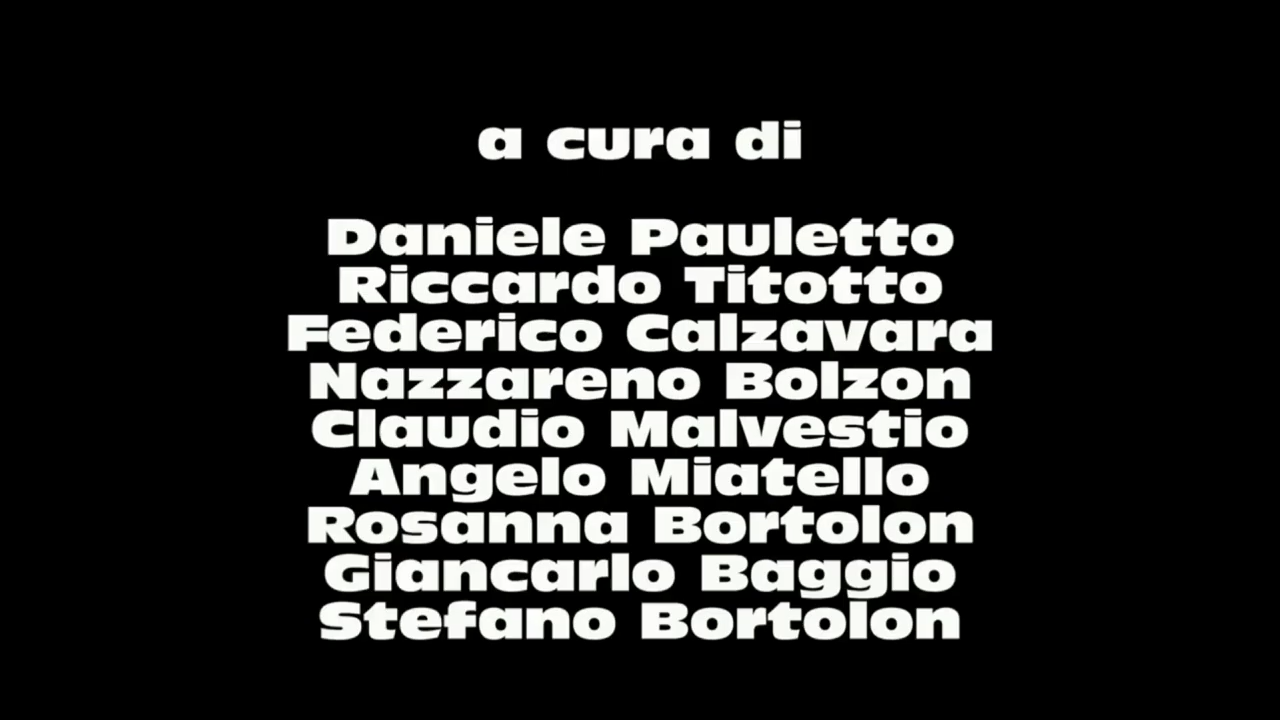 a cura di
Daniele Pauletto
Riccardo Titotto
Federico Calzavara
Nazzareno Bolzon
Claudio Malvestio
Angelo Miatello
Rosanna Bortolon
Giancarlo Baggio
Stefano Bortolon